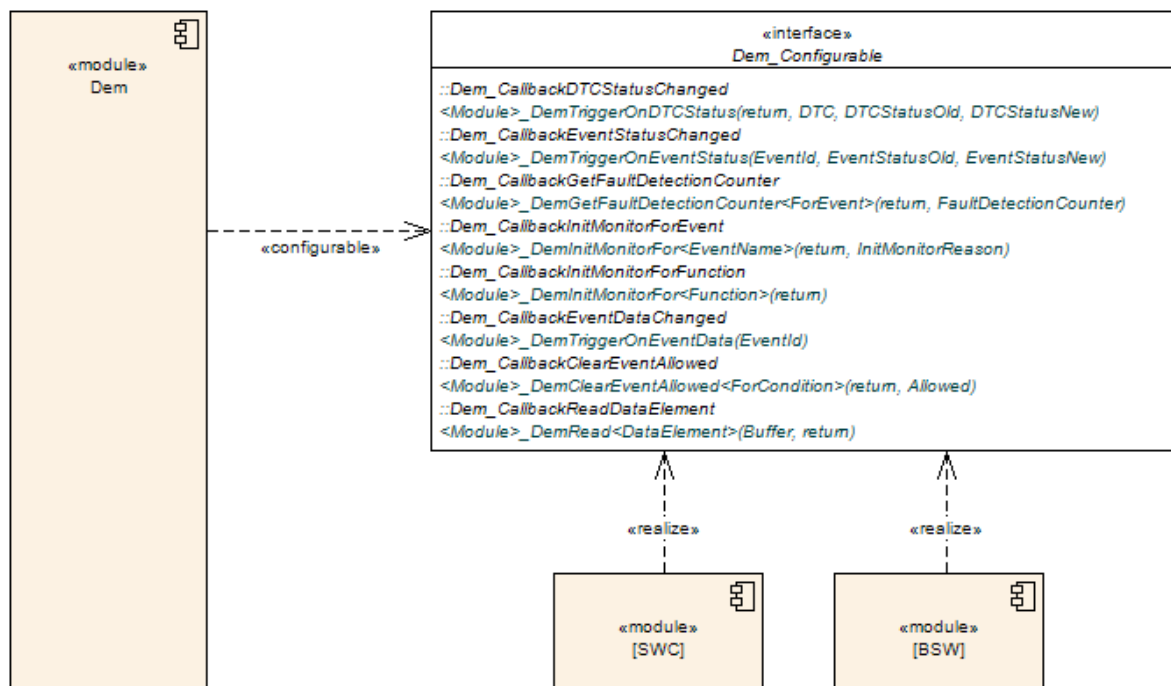 «module»
Dem
«interface»
Dem_Configurable
::Dem_CallbackDTCStatusChanged
<Module>_DemTriggerOnDTCStatus(return, DTC, DTCStatusOld, DTCStatusNew)
::Dem_CallbackEventStatusChanged
<Module>_DemTriggerOnEventStatus(EventId, EventStatusOld, EventStatusNew)
::Dem_CallbackGetFaultDetectionCounter
<Module>_DemGetFaultDetectionCounter<ForEvent>(return, FaultDetectionCounter)
::Dem_CallbackInitMonitorForEvent
<Module>_DemInitMonitorFor<EventName>(return, InitMonitorReason)
::Dem_CallbackInitMonitorForFunction
<Module>_DemInitMonitorFor<Function>(return)
::Dem_CallbackEventDataChanged
<Module>_DemTriggerOnEventData(EventId)
::Dem_CallbackClearEventAllowed
<Module>_DemClearEventAllowed<ForCondition>(return, Allowed)
::Dem_CallbackReadDataElement
<Module>_DemRead<DataElement>(Buffer, return)
«configurable»
«realize»
«realize»
«module»
[SWC]
«module»
[BSW]